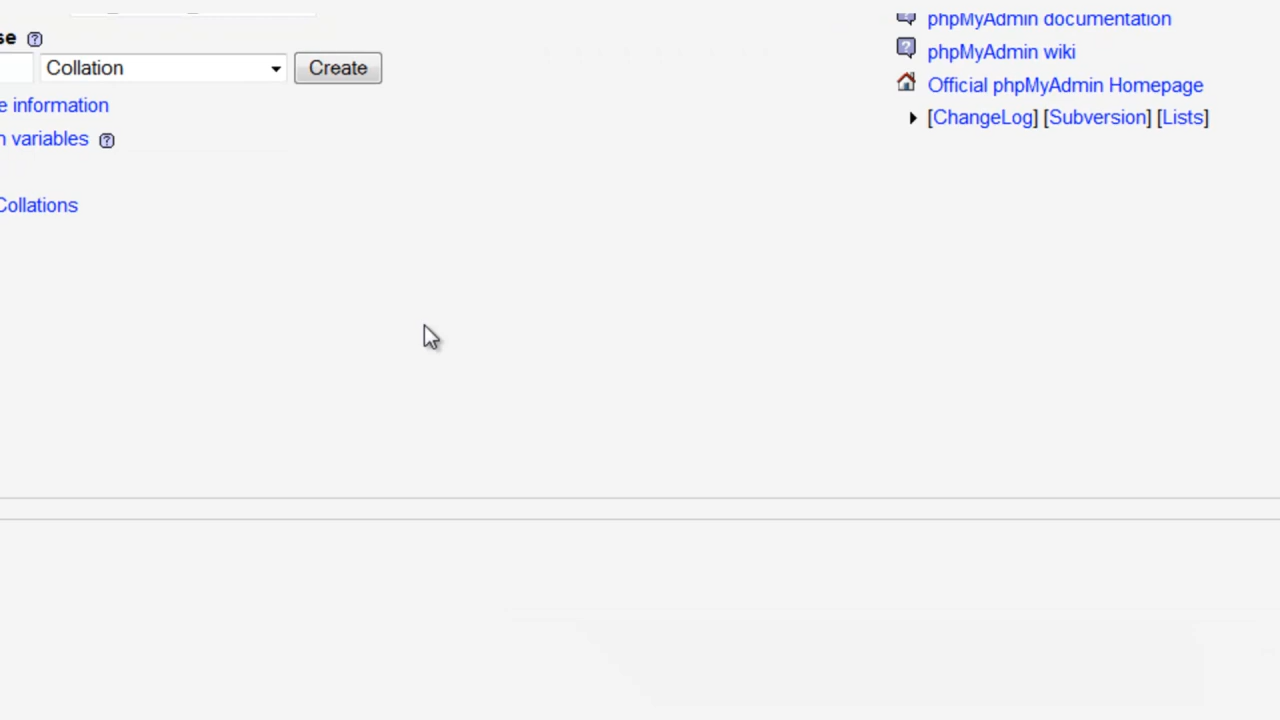 se
Collation
Create
e information
n variables
Collations
phpMyAdmin documentation
phpMyAdmin wiki
Official phpMyAdmin Homepage
[ChangeLog] [Subversion] [Lists]